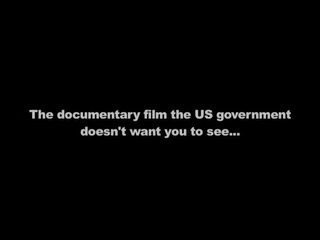 The documentary film the US government
doesn't want you to see...